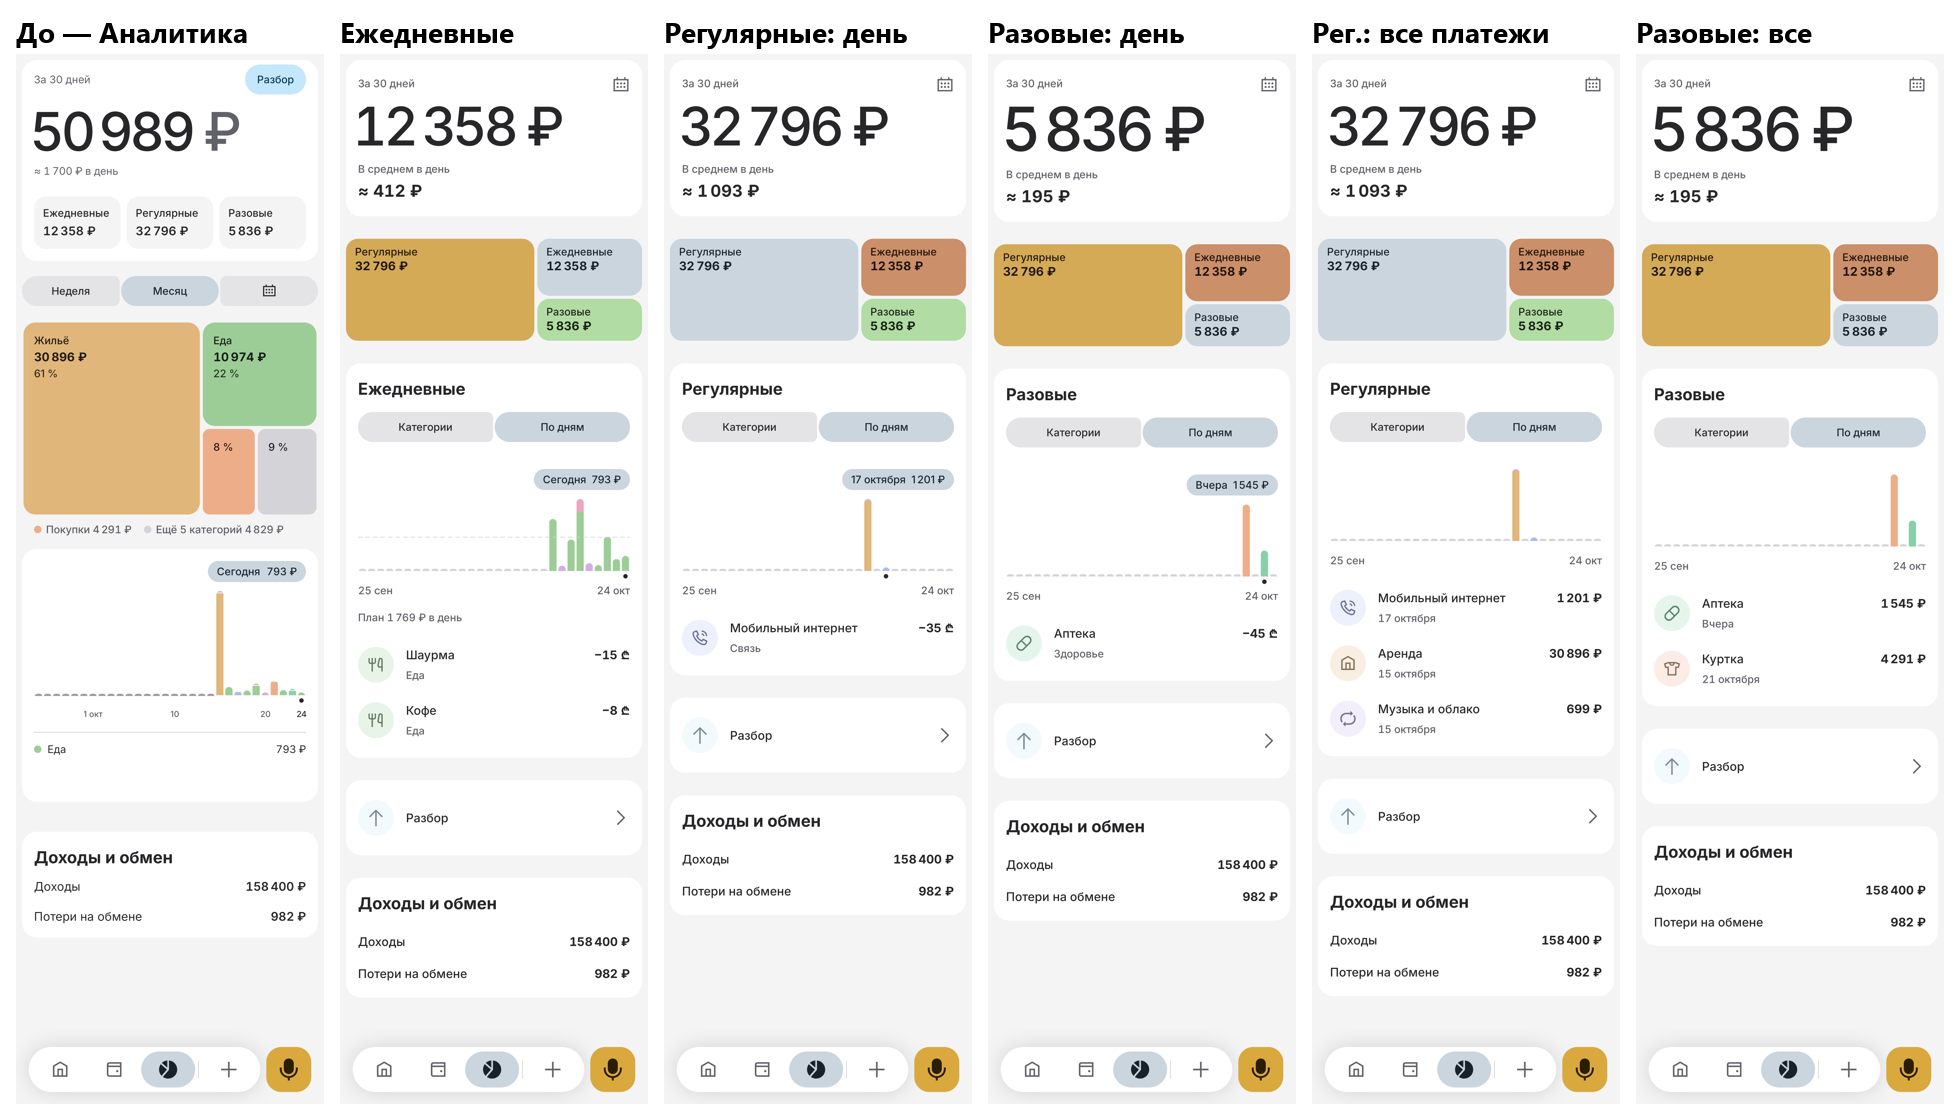 До — Аналитика
За 30 дней
Разбор
50 989 ₽
≈ 1 700 ₽ в день
Ежедневные
12 358 ₽
Регулярные
32 796 ₽
Разовые
5 836 ₽
Неделя
Месяц
Жильё
30 896 ₽
61 %
Еда
10 974 ₽
22 %
8 %
9 %
Покупки 4 291 ₽
Ещё 5 категорий 4 829 ₽
Сегодня 793 ₽
1 окт
10
20
24
Еда
793 ₽
Доходы и обмен
Доходы
158 400 ₽
Потери на обмене
982 ₽
Ежедневные
За 30 дней
12 358 ₽
В среднем в день
≈ 412 ₽
Регулярные
32 796 ₽
Ежедневные
12 358 ₽
Разовые
5 836 ₽
Ежедневные
Категории
По дням
Сегодня 793 ₽
25 сен
24 окт
План 1 769 ₽ в день
Шаурма
−15 ₾
Еда
Кофе
−8 ₾
Еда
Разбор
Доходы и обмен
Доходы
158 400 ₽
Потери на обмене
982 ₽
Регулярные: день
За 30 дней
32 796 ₽
В среднем в день
≈ 1 093 ₽
Регулярные
32 796 ₽
Ежедневные
12 358 ₽
Разовые
5 836 ₽
Регулярные
Категории
По дням
17 октября 1 201 ₽
25 сен
24 окт
Мобильный интернет
−35 ₾
Связь
Разбор
Доходы и обмен
Доходы
158 400 ₽
Потери на обмене
982 ₽
Разовые: день
За 30 дней
5 836 ₽
В среднем в день
≈ 195 ₽
Регулярные
32 796 ₽
Ежедневные
12 358 ₽
Разовые
5 836 ₽
Разовые
Категории
По дням
Вчера 1 545 ₽
25 сен
24 окт
Аптека
−45 ₾
Здоровье
Разбор
Доходы и обмен
Доходы
158 400 ₽
Потери на обмене
982 ₽
Рег.: все платежи
За 30 дней
32 796 ₽
В среднем в день
≈ 1 093 ₽
Регулярные
32 796 ₽
Ежедневные
12 358 ₽
Разовые
5 836 ₽
Регулярные
Категории
По дням
25 сен
24 окт
Мобильный интернет
1 201 ₽
17 октября
Аренда
30 896 ₽
15 октября
Музыка и облако
699 ₽
15 октября
Разбор
Доходы и обмен
Доходы
158 400 ₽
Потери на обмене
982 ₽
Разовые: все
За 30 дней
5 836 ₽
В среднем в день
≈ 195 ₽
Регулярные
32 796 ₽
Ежедневные
12 358 ₽
Разовые
5 836 ₽
Разовые
Категории
По дням
25 сен
24 окт
Аптека
1 545 ₽
Вчера
Куртка
4 291 ₽
21 октября
Разбор
Доходы и обмен
Доходы
158 400 ₽
Потери на обмене
982 ₽